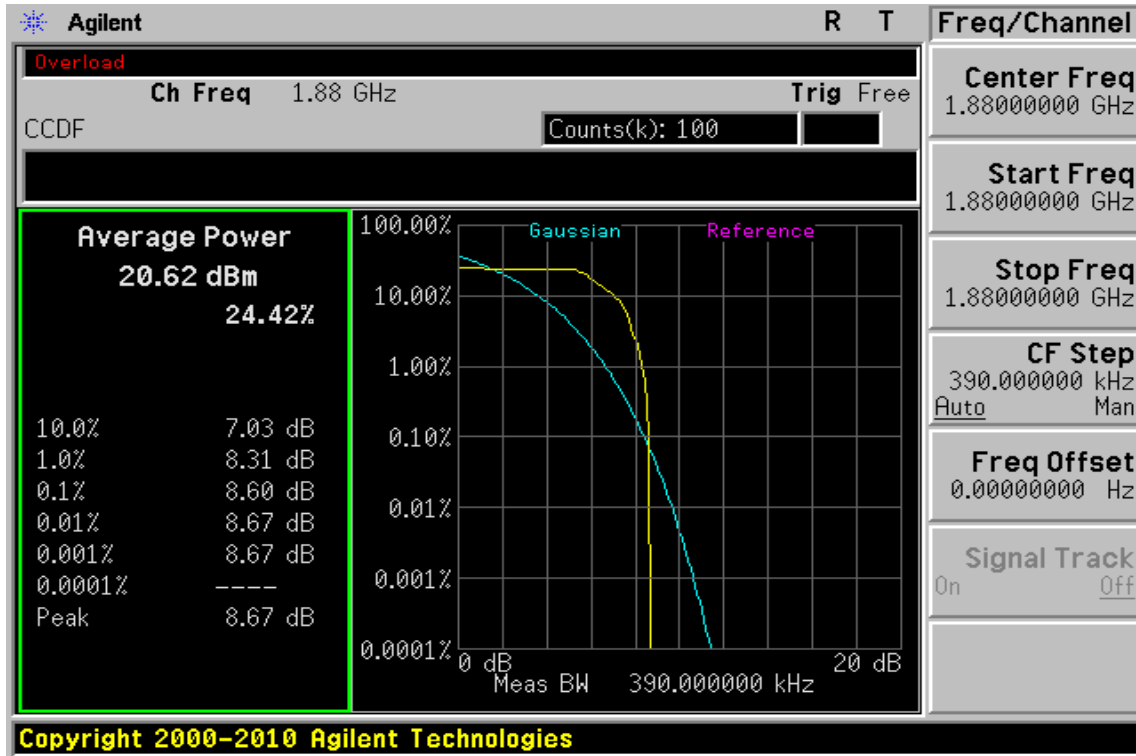 Agilent R T
Overload
Ch Freq 1.88 GHz Trig Free
CCDF Counts(k): 100
Average Power
20.62 dBm
24.42%
10.0% 7.03 dB
1.0% 8.31 dB
0.1% 8.60 dB
0.01% 8.67 dB
0.001% 8.67 dB
0.0001% ----
Peak 8.67 dB
Gaussian Reference
100.00%
10.00%
1.00%
0.10%
0.01%
0.001%
0.0001%
0 dB 20 dB
Meas BW 390.000000 kHz
Freq/Channel
Center Freq
1.88000000 GHz
Start Freq
1.88000000 GHz
Stop Freq
1.88000000 GHz
CF Step
390.000000 kHz
Auto Man
Freq Offset
0.00000000 Hz
Signal Track
On Off
Copyright 2000-2010 Agilent Technologies